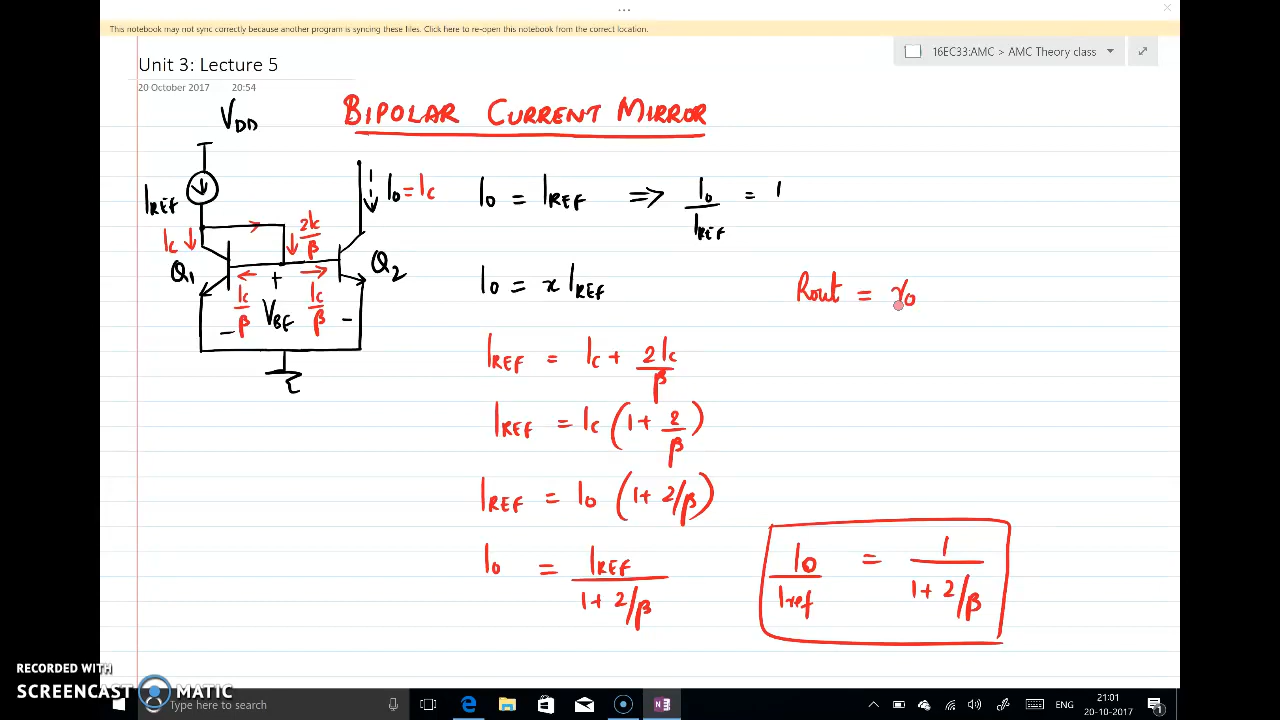 This notebook may not sync correctly because another program is syncing these files. Click here to re-open this notebook from the correct location.
16EC33:AMC > AMC Theory class
Unit 3: Lecture 5
20 October 2017 20:54
BIPOLAR CURRENT MIRROR
VDD
IREF
IO = IC
IC
2IC/β
Q1
Q2
IC/β
IC/β
+
− VBE −
IO = IREF ⟹ IO/IREF = 1
IO = x IREF
Rout = ro
IREF = IC + 2IC/β
IREF = IC (1 + 2/β)
IREF = IO (1 + 2/β)
IO = IREF/(1 + 2/β)
IO/Iref = 1/(1 + 2/β)
RECORDED WITH
SCREENCAST MATIC
Type here to search
ENG
21:01
20-10-2017
1